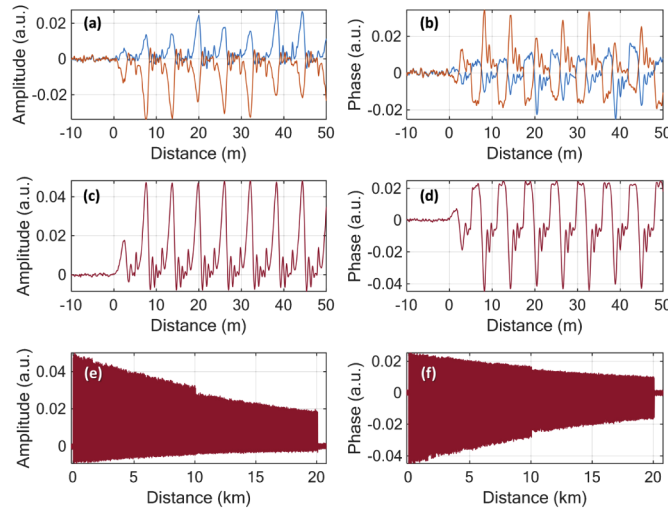 (a)
Amplitude (a.u.)
0
-0.02
-10 0 10 20 30 40 50
Distance (m)
(b)
Phase (a.u.)
0.02
0
-0.02
-10 0 10 20 30 40 50
Distance (m)
(c)
Amplitude (a.u.)
0.04
0.02
0
-10 0 10 20 30 40 50
Distance (m)
(d)
Phase (a.u.)
0.02
0
-0.02
-0.04
-10 0 10 20 30 40 50
Distance (m)
(e)
Amplitude (a.u.)
0.04
0.02
0
0 5 10 15 20
Distance (km)
(f)
Phase (a.u.)
0.02
0
-0.02
-0.04
0 5 10 15 20
Distance (km)